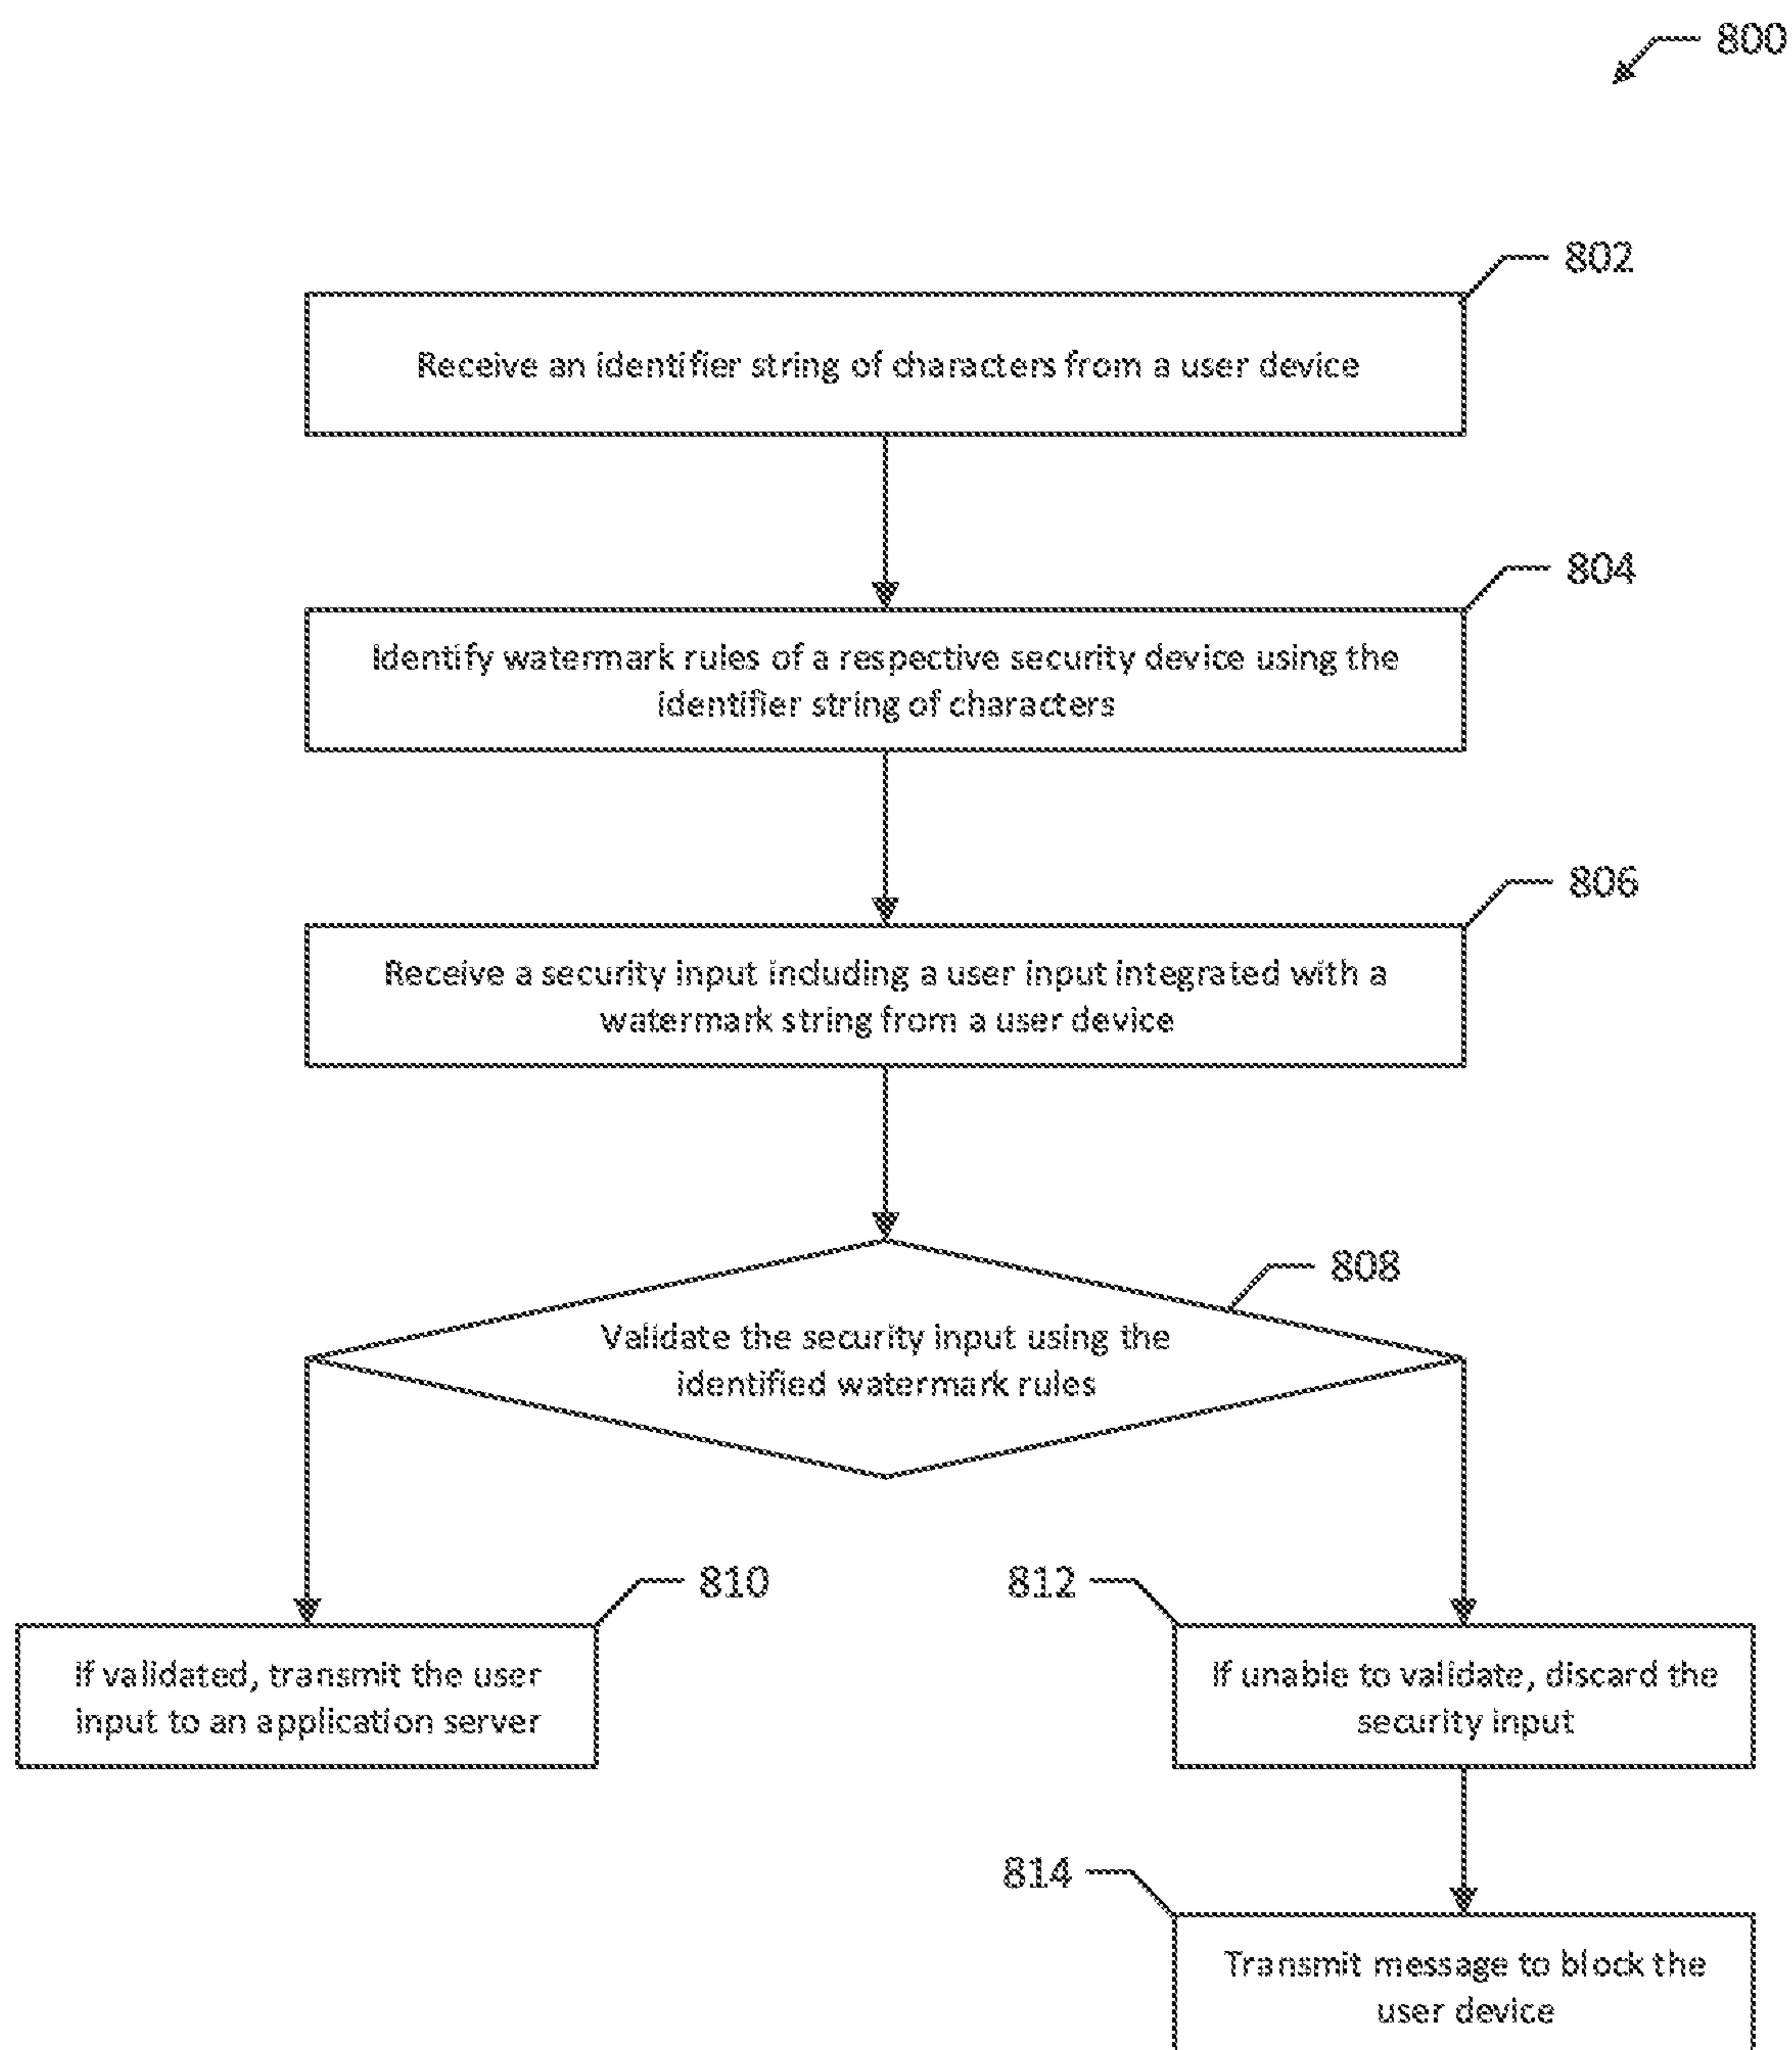 800
802
Receive an identifier string of characters from a user device
804
Identify watermark rules of a respective security device using the
identifier string of characters
806
Receive a security input including a user input integrated with a
watermark string from a user device
808
Validate the security input using the
identified watermark rules
810
If validated, transmit the user
input to an application server
812
If unable to validate, discard the
security input
814
Transmit message to block the
user device